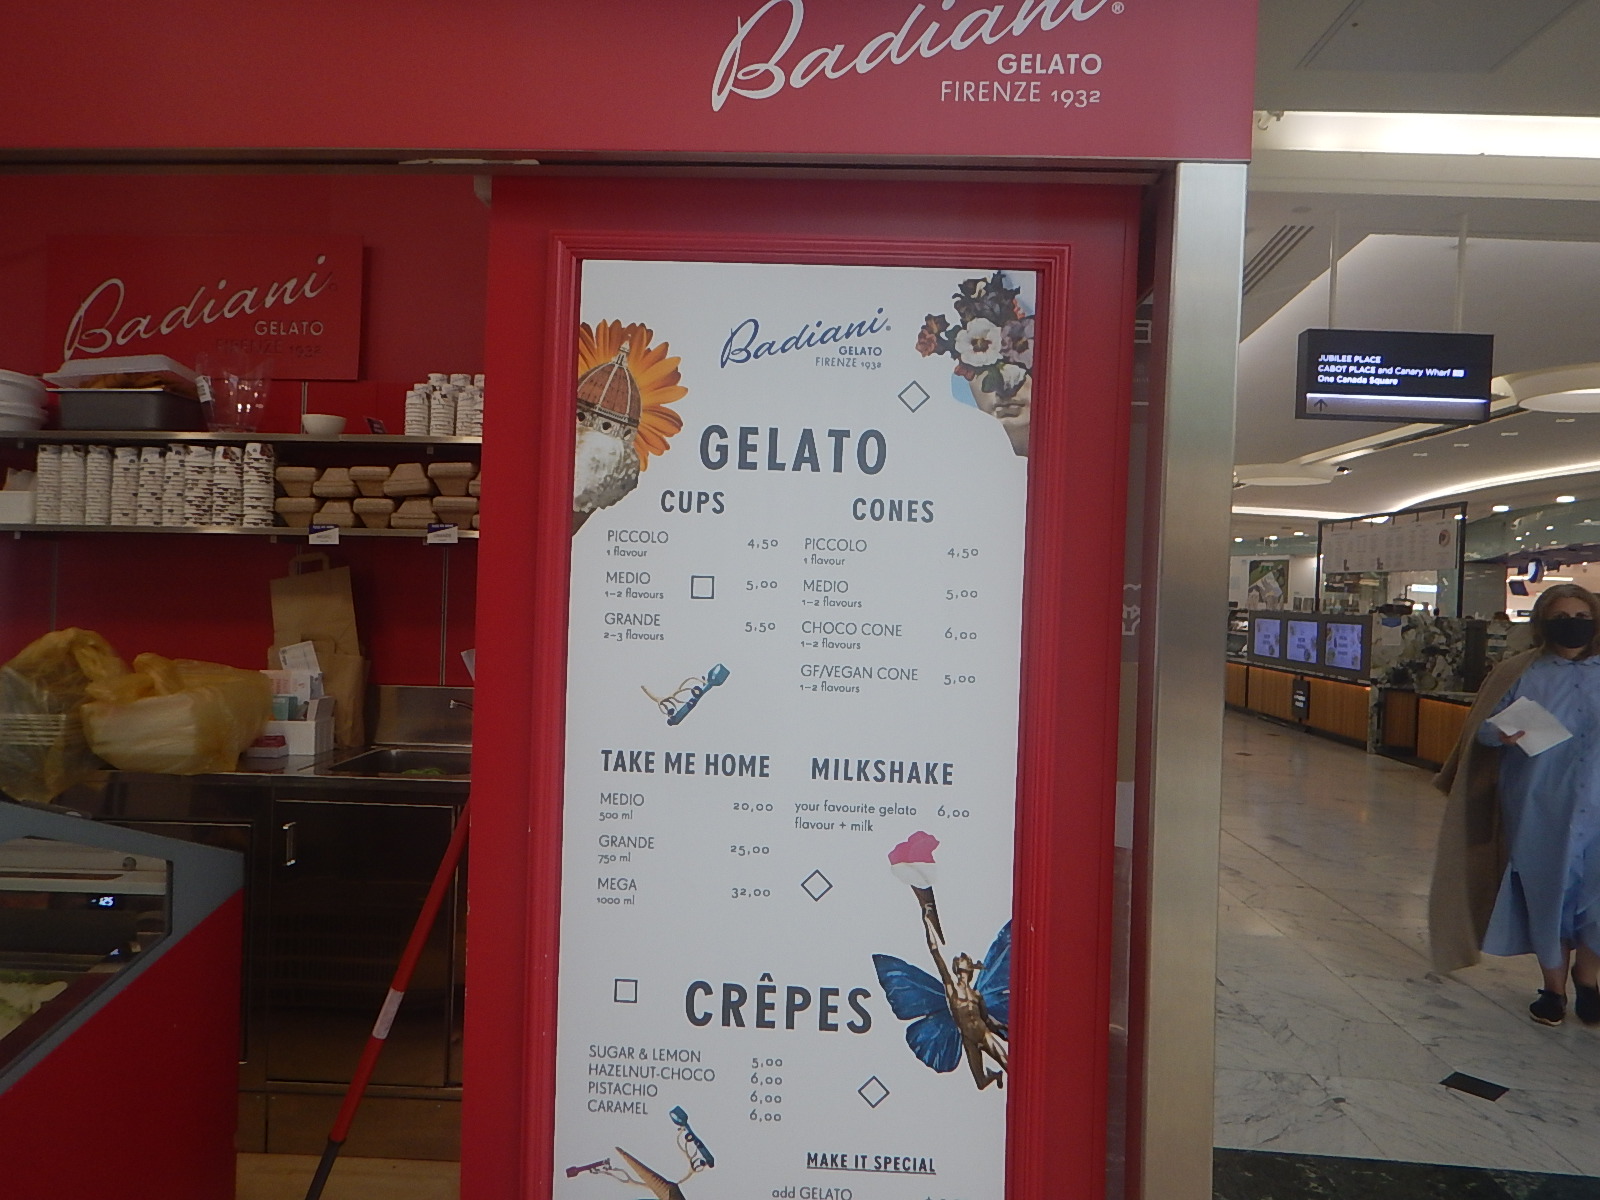 Badiani®
GELATO
FIRENZE 1932
Badiani
GELATO
FIRENZE 1932
Badiani®
GELATO
FIRENZE 1932
GELATO
CUPS
PICCOLO 4,50
1 flavour
MEDIO 5,00
1-2 flavours
GRANDE 5,50
2-3 flavours
CONES
PICCOLO 4,50
1 flavour
MEDIO 5,00
1-2 flavours
CHOCO CONE 6,00
1-2 flavours
GF/VEGAN CONE 5,00
1-2 flavours
TAKE ME HOME
MEDIO 20,00
500 ml
GRANDE 25,00
750 ml
MEGA 32,00
1000 ml
MILKSHAKE
your favourite gelato 6,00
flavour + milk
CRÊPES
SUGAR & LEMON 5,00
HAZELNUT-CHOCO 6,00
PISTACHIO 6,00
CARAMEL 6,00
MAKE IT SPECIAL
add GELATO
JUBILEE PLACE
CABOT PLACE and Canary Wharf
One Canada Square
-125